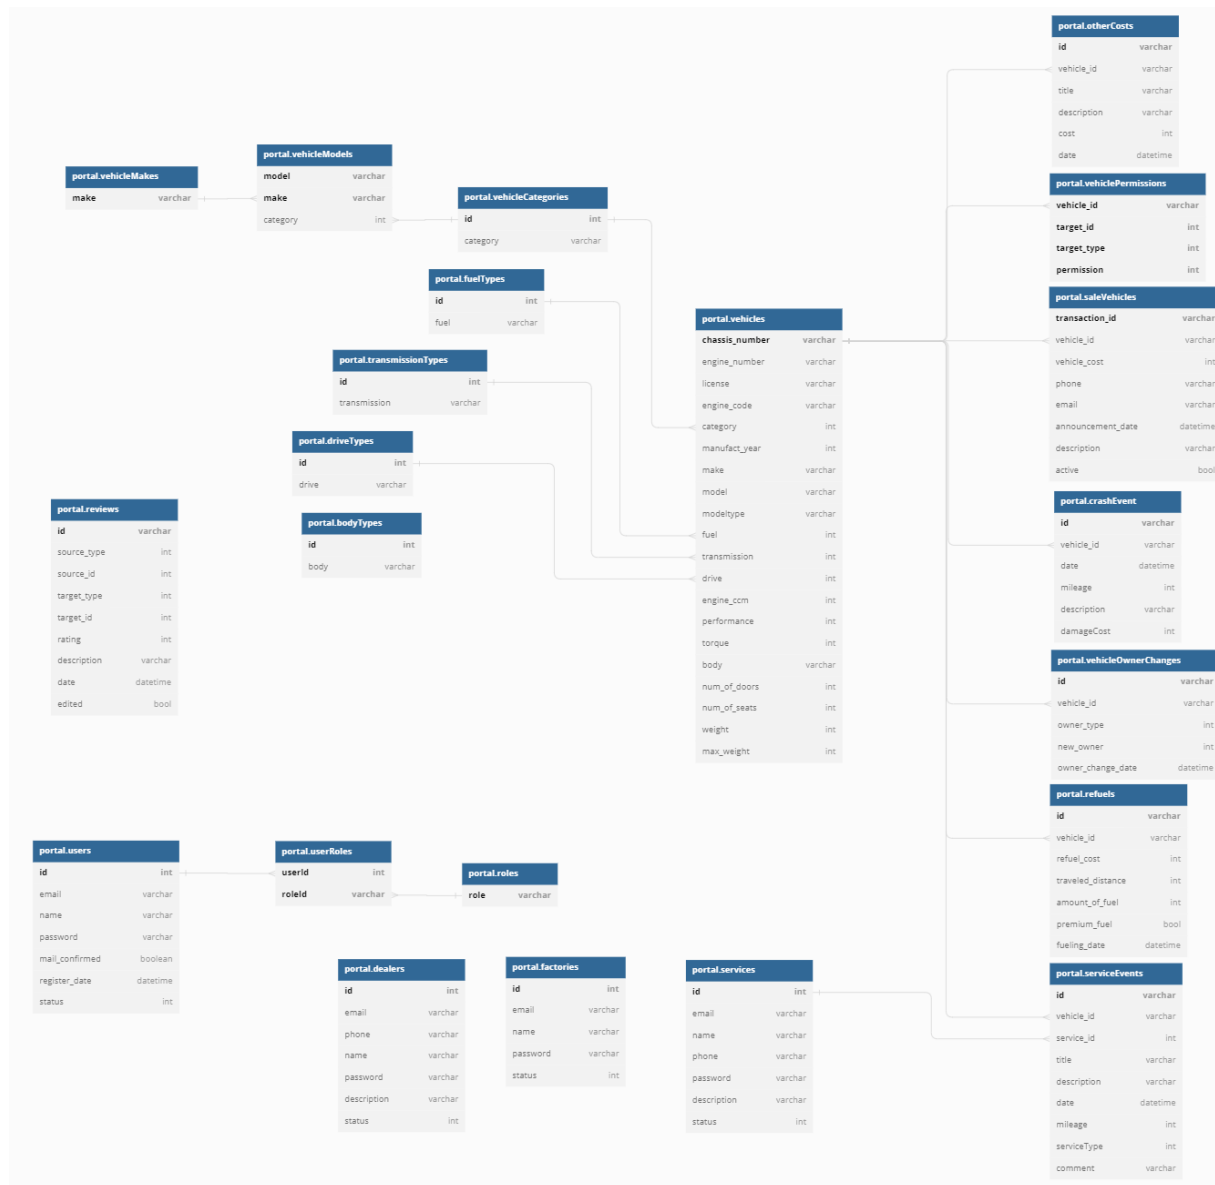 portal.otherCosts
id varchar
vehicle_id varchar
title varchar
description varchar
cost int
date datetime
portal.vehicleMakes
make varchar
portal.vehicleModels
model varchar
make varchar
category int
portal.vehicleCategories
id int
category varchar
portal.vehiclePermissions
vehicle_id varchar
target_id int
target_type int
permission int
portal.fuelTypes
id int
fuel varchar
portal.transmissionTypes
id int
transmission varchar
portal.driveTypes
id int
drive varchar
portal.bodyTypes
id int
body varchar
portal.vehicles
chassis_number varchar
engine_number varchar
license varchar
engine_code varchar
category int
manufact_year int
make varchar
model varchar
modeltype varchar
fuel int
transmission int
drive int
engine_ccm int
performance int
torque int
body varchar
num_of_doors int
num_of_seats int
weight int
max_weight int
portal.saleVehicles
transaction_id varchar
vehicle_id varchar
vehicle_cost int
phone varchar
email varchar
announcement_date datetime
description varchar
active bool
portal.crashEvent
id varchar
vehicle_id varchar
date datetime
mileage int
description varchar
damageCost int
portal.reviews
id varchar
source_type int
source_id int
target_type int
target_id int
rating int
description varchar
date datetime
edited bool
portal.vehicleOwnerChanges
id varchar
vehicle_id varchar
owner_type int
new_owner int
owner_change_date datetime
portal.refuels
id varchar
vehicle_id varchar
refuel_cost int
traveled_distance int
amount_of_fuel int
premium_fuel bool
fueling_date datetime
portal.users
id int
email varchar
name varchar
password varchar
mail_confirmed boolean
register_date datetime
status int
portal.userRoles
userId int
roleId varchar
portal.roles
role varchar
portal.dealers
id int
email varchar
phone varchar
name varchar
password varchar
description varchar
status int
portal.factories
id int
email varchar
name varchar
password varchar
status int
portal.services
id int
email varchar
name varchar
phone varchar
password varchar
description varchar
status int
portal.serviceEvents
id varchar
vehicle_id varchar
service_id int
title varchar
description varchar
date datetime
mileage int
serviceType int
comment varchar